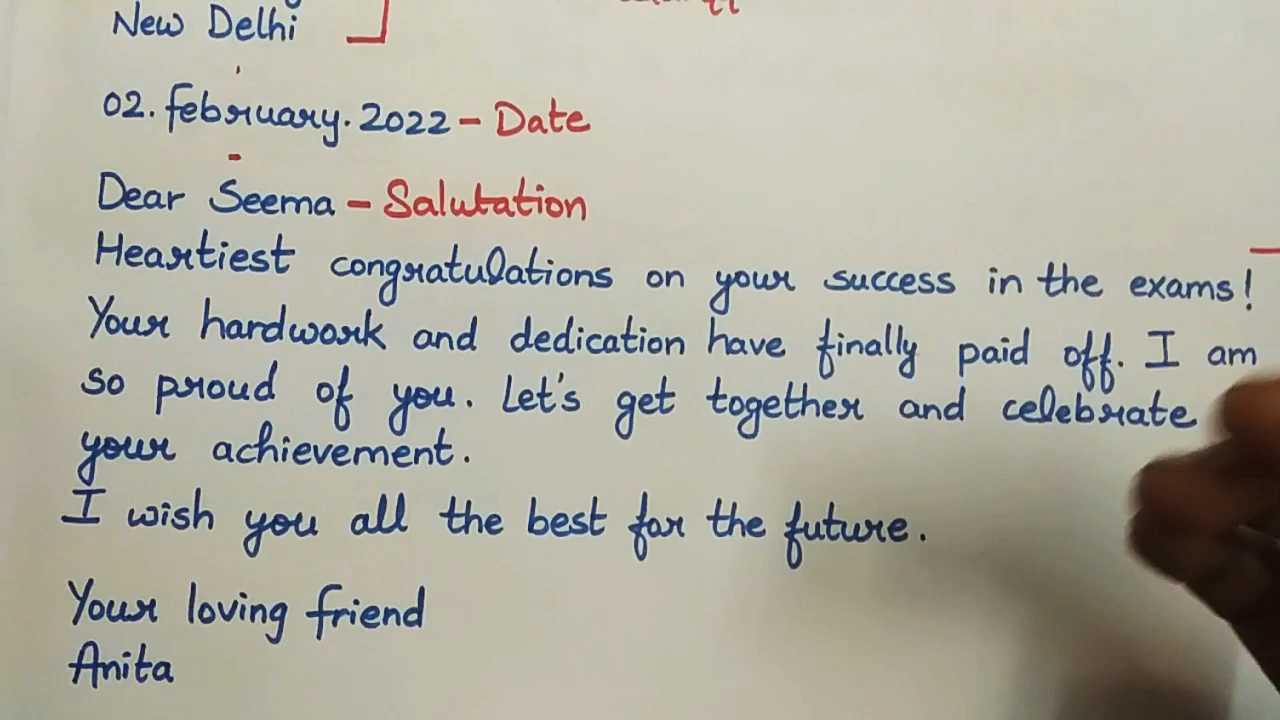 New Delhi
02. February. 2022 - Date
Dear Seema - Salutation
Heartiest congratulations on your success in the exams!
Your hardwork and dedication have finally paid off. I am
so proud of you. Let's get together and celebrate
your achievement.
I wish you all the best for the future.
Your loving friend
Anita